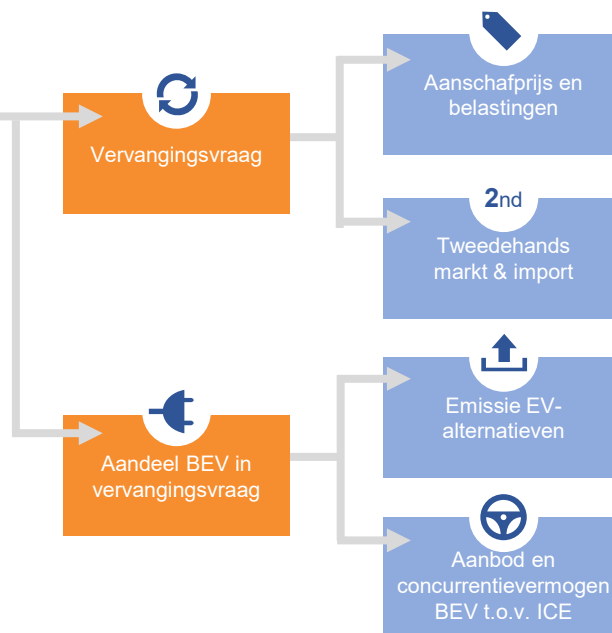 Vervangingsvraag
Aanschafprijs en
belastingen
2nd
Tweedehands
markt & import
Aandeel BEV in
vervangingsvraag
Emissie EV-
alternatieven
Aanbod en
concurrentievermogen
BEV t.o.v. ICE